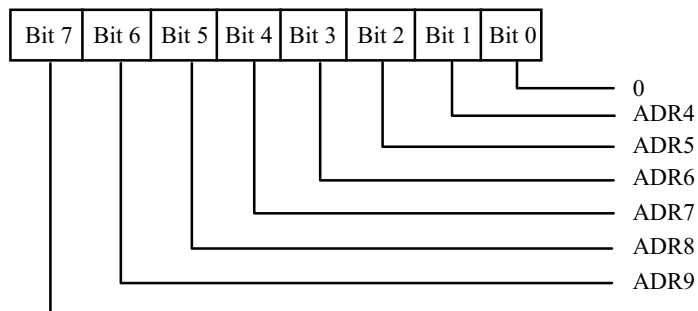 Bit 7 Bit 6 Bit 5 Bit 4 Bit 3 Bit 2 Bit 1 Bit 0
0
ADR4
ADR5
ADR6
ADR7
ADR8
ADR9